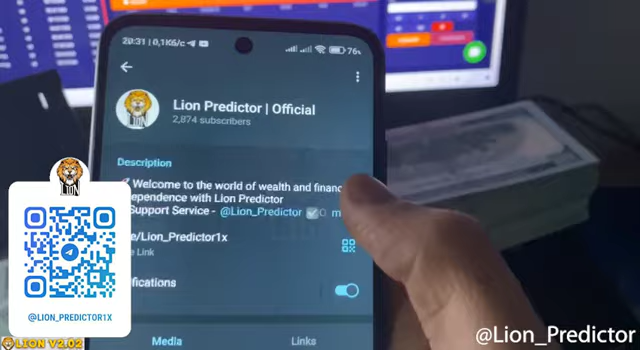 20:31 | 0,1Кб/с
76%
Lion Predictor | Official
2,874 subscribers
Description
Welcome to the world of wealth and financ
ependence with Lion Predictor
Support Service - @Lion_Predictor
e/Lion_Predictor1x
e Link
ifications
Media
Links
LION
@LION_PREDICTOR1X
LION V2.02
@Lion_Predictor